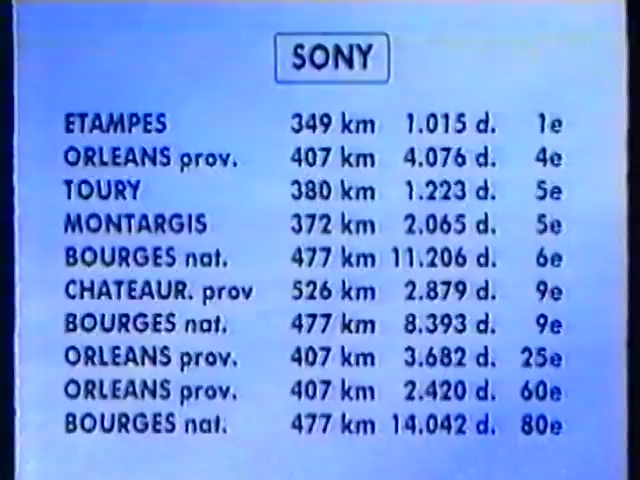 SONY
ETAMPES 349 km 1.015 d. 1e
ORLEANS prov. 407 km 4.076 d. 4e
TOURY 380 km 1.223 d. 5e
MONTARGIS 372 km 2.065 d. 5e
BOURGES nat. 477 km 11.206 d. 6e
CHATEAUR. prov 526 km 2.879 d. 9e
BOURGES nat. 477 km 8.393 d. 9e
ORLEANS prov. 407 km 3.682 d. 25e
ORLEANS prov. 407 km 2.420 d. 60e
BOURGES nat. 477 km 14.042 d. 80e